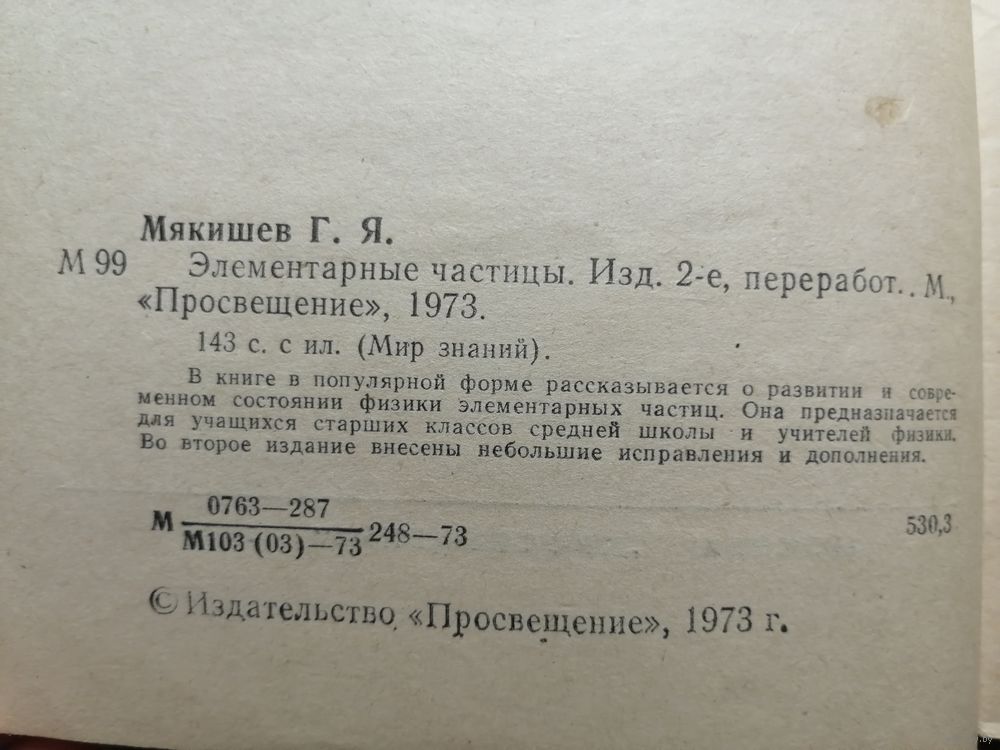 Мякишев Г. Я.
М 99 Элементарные частицы. Изд. 2-е, переработ.. М.,
«Просвещение», 1973.
143 с. с ил. (Мир знаний).
В книге в популярной форме рассказывается о развитии и совре-
менном состоянии физики элементарных частиц. Она предназначается
для учащихся старших классов средней школы и учителей физики.
Во второе издание внесены небольшие исправления и дополнения.
0763—287
М М103 (03)—73 248—73 530,3
© Издательство «Просвещение», 1973 г.